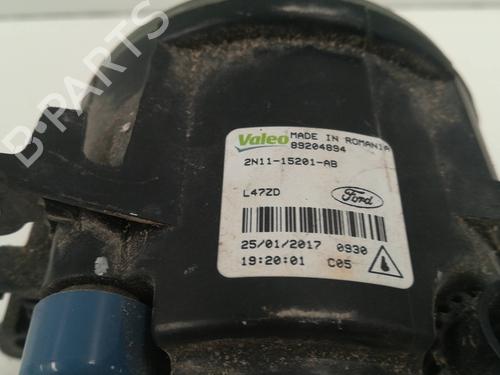 B-PARTS
Valeo MADE IN ROMANIA
89204894
2N11-15201-AB
L47ZD
Ford
25/01/2017 0930
19:20:01 C05